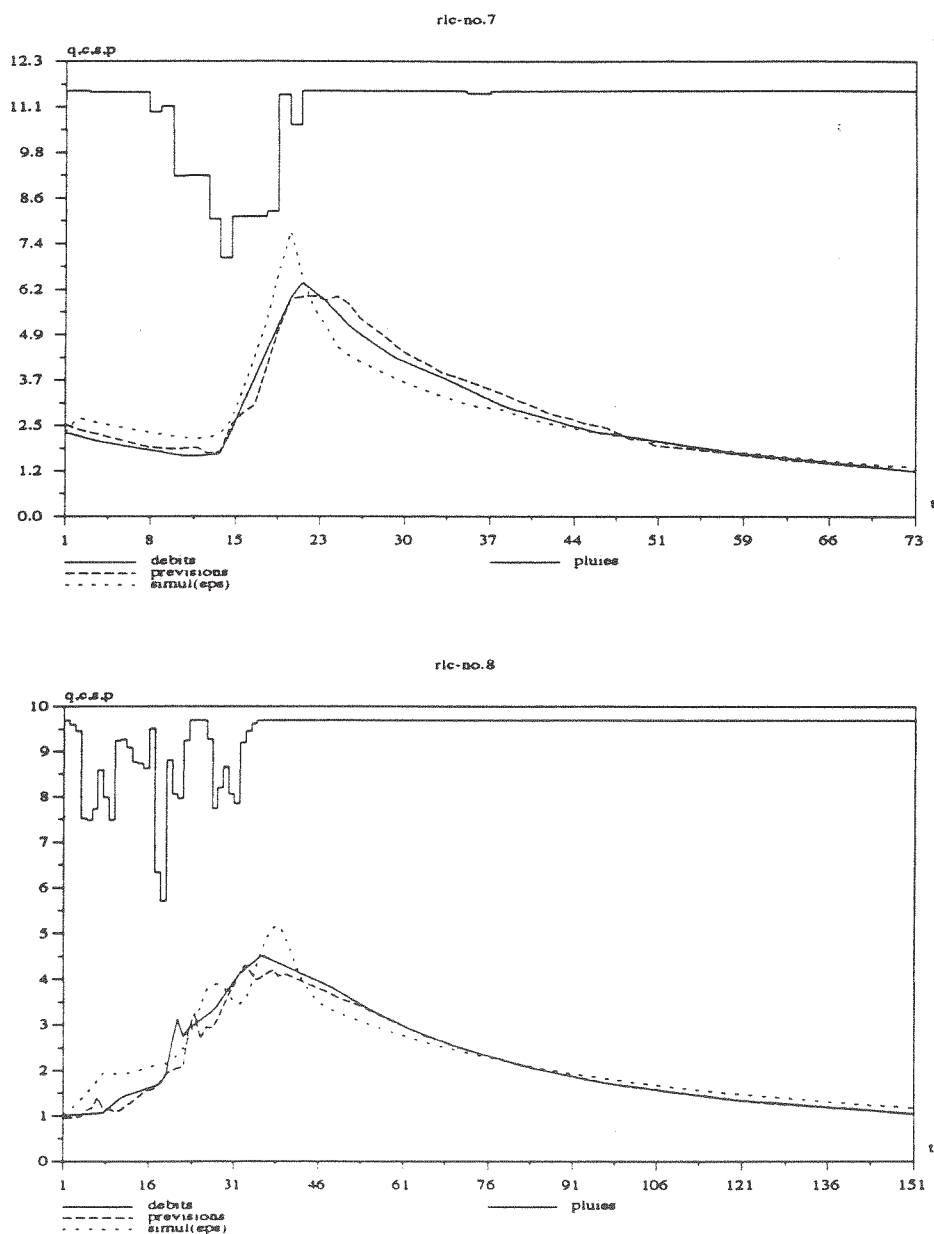 ric-no.7
q.c.s.p
12.3
11.1
9.8
8.6
7.4
6.2
4.9
3.7
2.5
1.2
0.0
t
1 8 15 23 30 37 44 51 59 66 73
debits pluies
previsions
simul(eps)
ric-no.8
q.c.s.p
10
9
8
7
6
5
4
3
2
1
0
t
1 16 31 46 61 76 91 106 121 136 151
debits pluies
previsions
simul(eps)